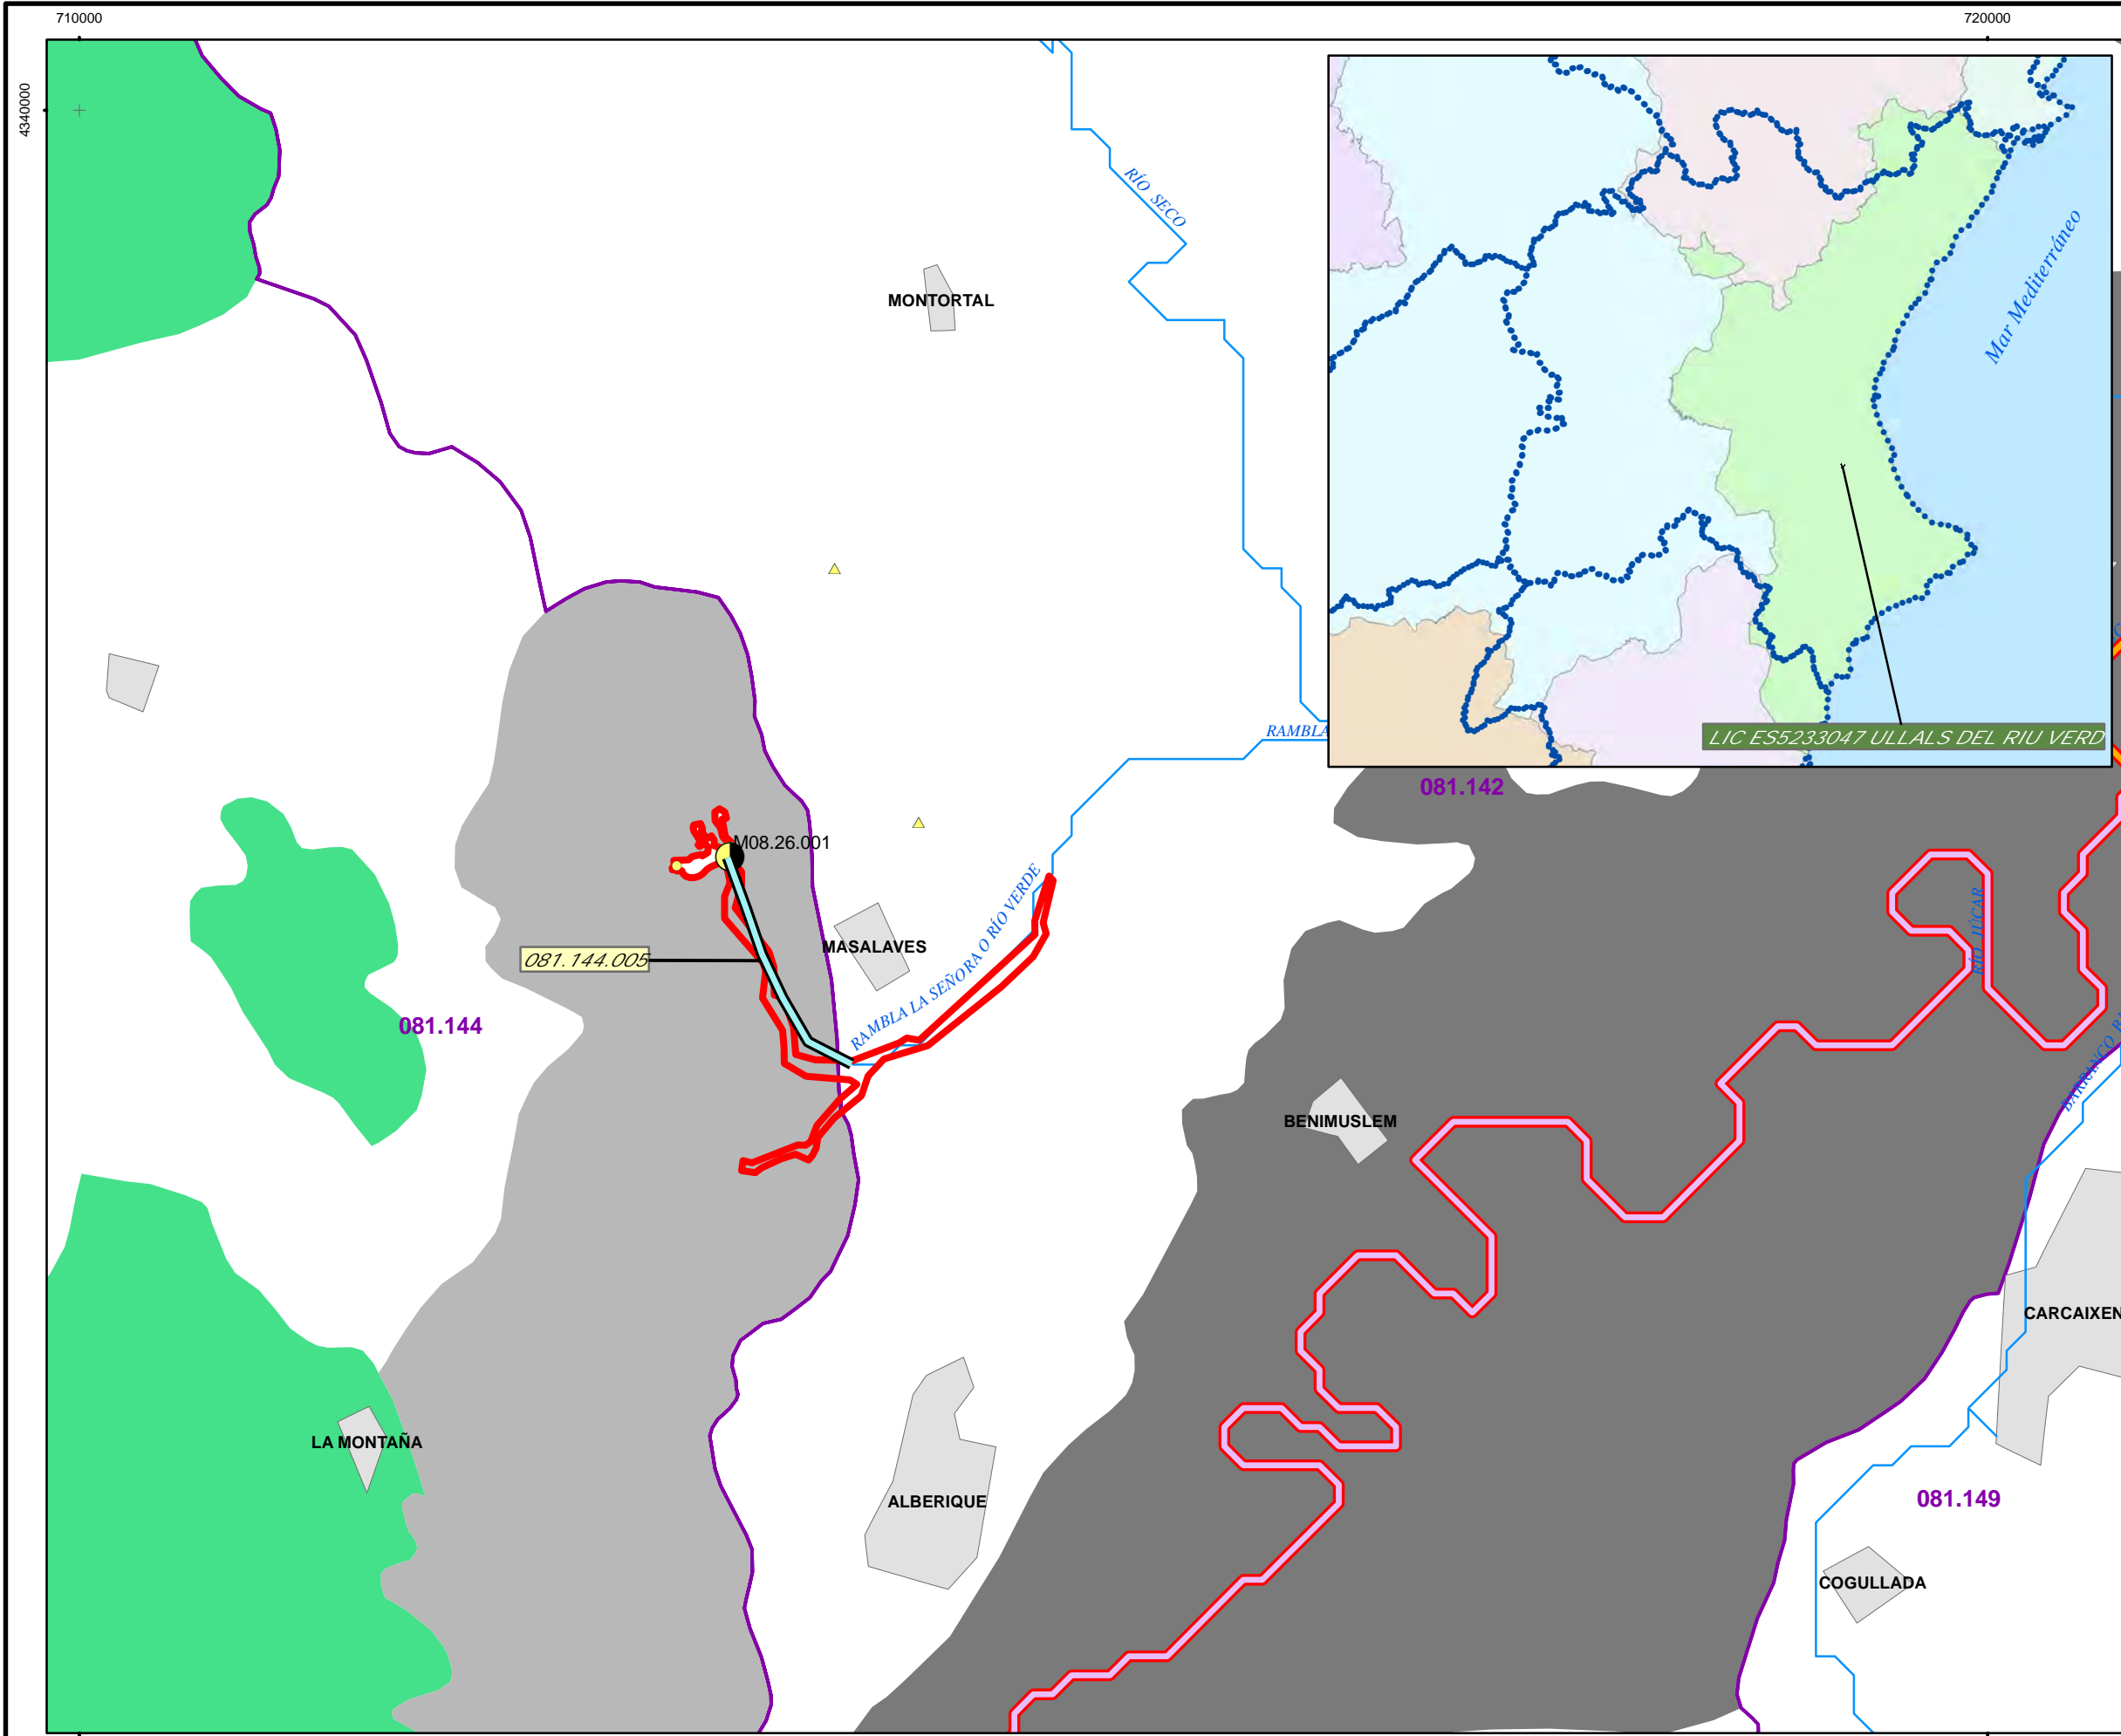 710000
720000
4340000
RÍO SECO
MONTORTAL
Mar Mediterráneo
RAMBLA
LIC ES5233047 ULLALS DEL RIU VERD
081.142
M08.26.001
MASALAVES
RAMBLA LA SEÑORA O RÍO VERDE
RÍO JÚCAR
081.144.005
081.144
BARRANCO
BENIMUSLEM
CARCAIXEN
LA MONTAÑA
ALBERIQUE
081.149
COGULLADA